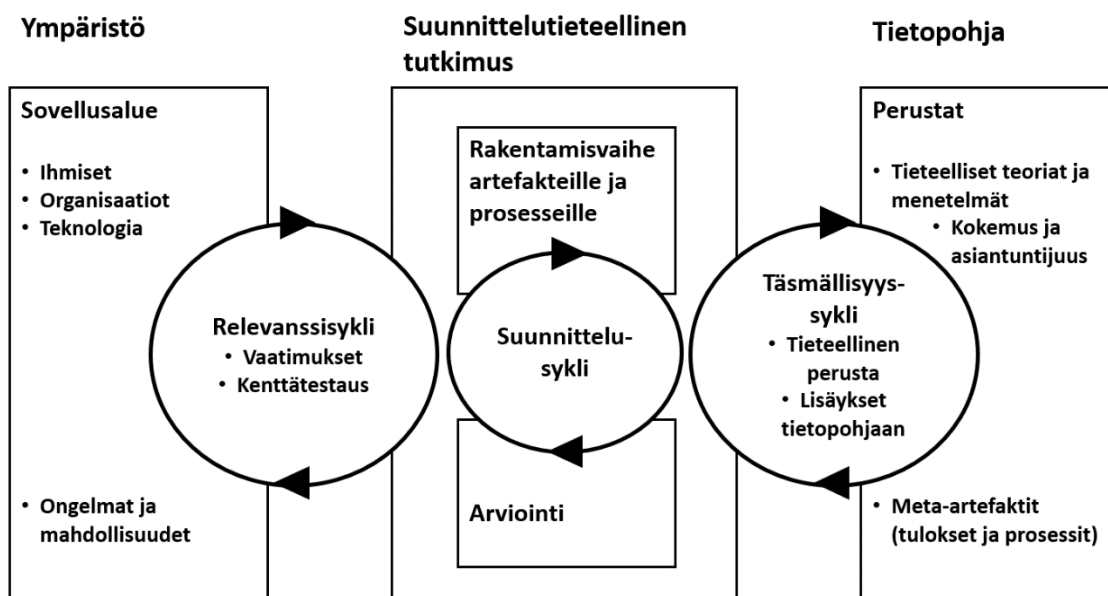 Ympäristö
Sovellusalue
• Ihmiset
• Organisaatiot
• Teknologia
Relevanssisykli
• Vaatimukset
• Kenttätestaus
• Ongelmat ja
mahdollisuudet
Suunnittelutieteellinen
tutkimus
Rakentamisvaihe
artefakteille ja
prosesseille
Suunnittelu-
sykli
Arviointi
Tietopohja
Perustat
• Tieteelliset teoriat ja
menetelmät
• Kokemus ja
asiantuntijuus
Täsmällisyys-
sykli
• Tieteellinen
perusta
• Lisäykset
tietopohjaan
• Meta-artefaktit
(tulokset ja prosessit)